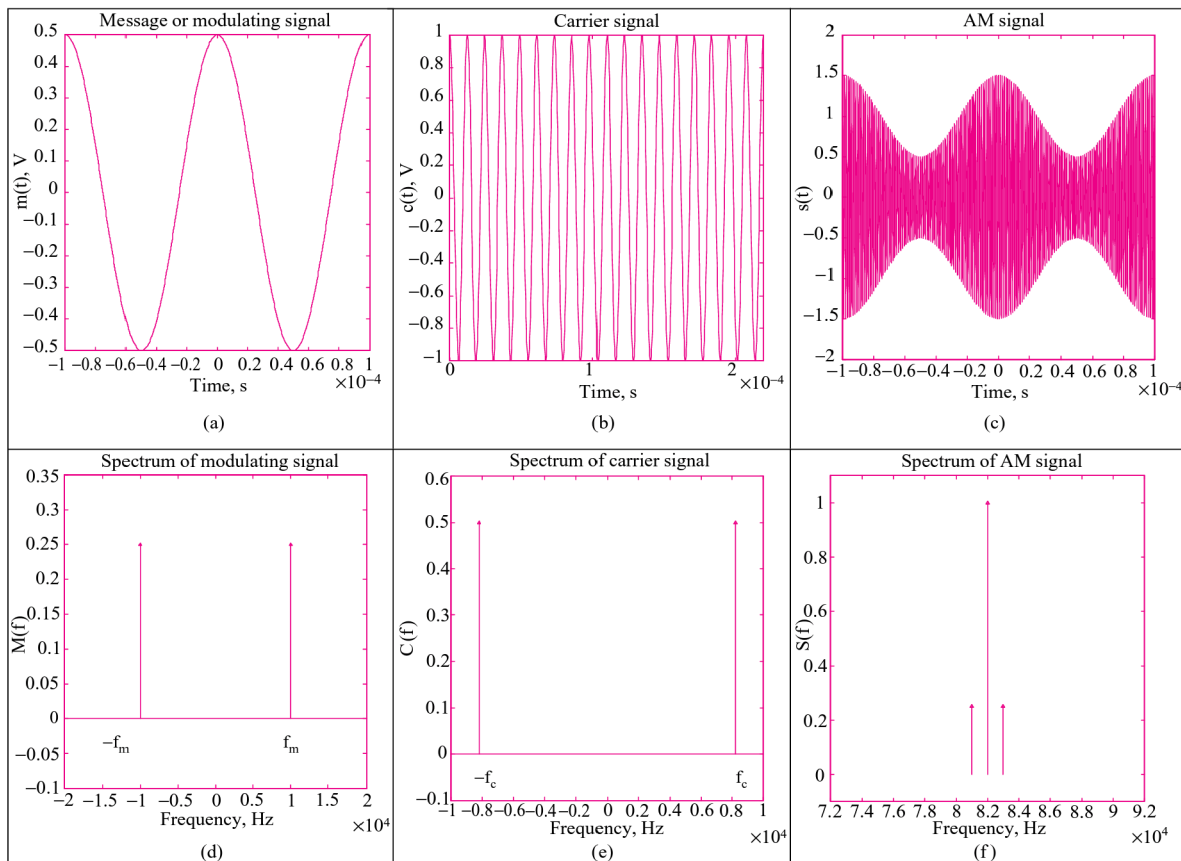 Message or modulating signal
0.5
0.4
0.3
0.2
0.1
0
−0.1
−0.2
−0.3
−0.4
−0.5
m(t), V
−1 −0.8 −0.6 −0.4 −0.2 0 0.2 0.4 0.6 0.8 1
×10⁻⁴
Time, s
(a)
Carrier signal
1
0.8
0.6
0.4
0.2
0
−0.2
−0.4
−0.6
−0.8
−1
c(t), V
0 1 2
×10⁻⁴
Time, s
(b)
AM signal
2
1.5
1
0.5
0
−0.5
−1
−1.5
−2
s(t)
−1 −0.8 −0.6 −0.4 −0.2 0 0.2 0.4 0.6 0.8 1
×10⁻⁴
Time, s
(c)
Spectrum of modulating signal
0.35
0.3
0.25
0.2
0.15
0.1
0.05
0
−0.05
−0.1
M(f)
−fₘ fₘ
−2 −1.5 −1 −0.5 0 0.5 1 1.5 2
×10⁴
Frequency, Hz
(d)
Spectrum of carrier signal
0.6
0.5
0.4
0.3
0.2
0.1
0
−0.1
C(f)
−f_c f_c
−1 −0.8 −0.6 −0.4 −0.2 0 0.2 0.4 0.6 0.8 1
×10⁴
Frequency, Hz
(e)
Spectrum of AM signal
1
0.8
0.6
0.4
0.2
0
S(f)
7.2 7.4 7.6 7.8 8 8.2 8.4 8.6 8.8 9 9.2
×10⁴
Frequency, Hz
(f)